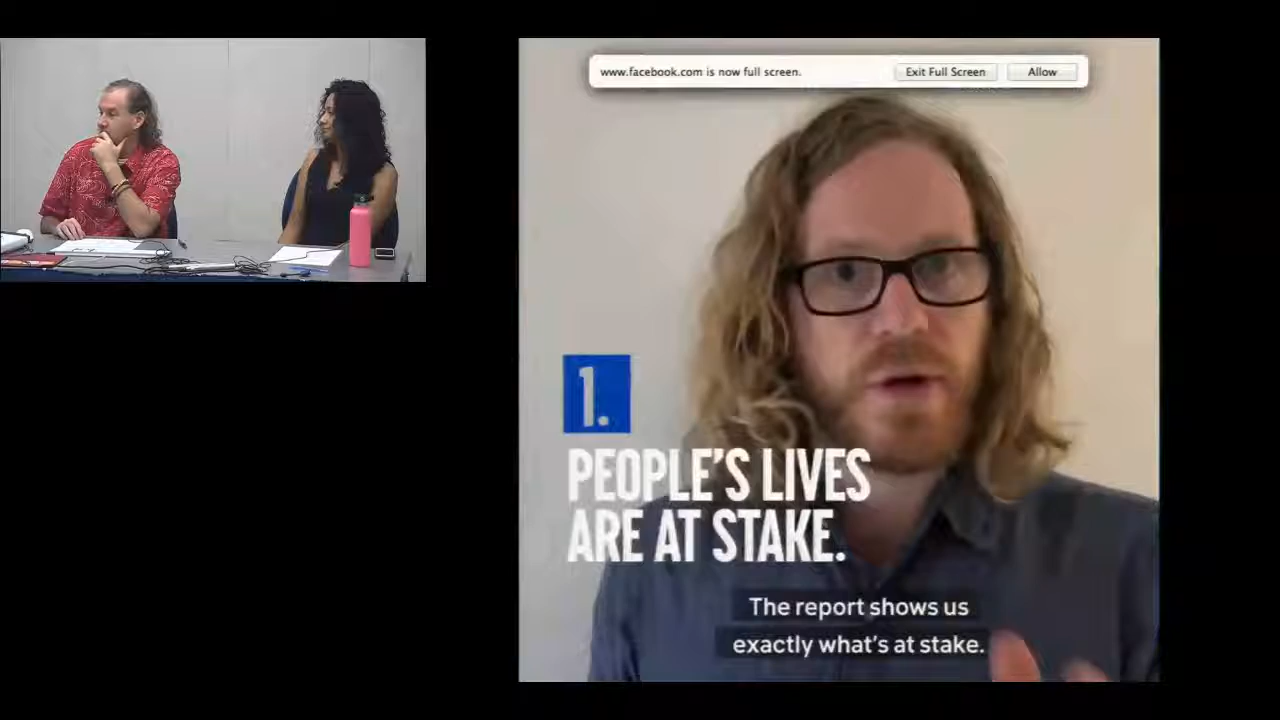 www.facebook.com is now full screen.
Exit Full Screen
Allow
1.
PEOPLE'S LIVES
ARE AT STAKE.
The report shows us
exactly what's at stake.